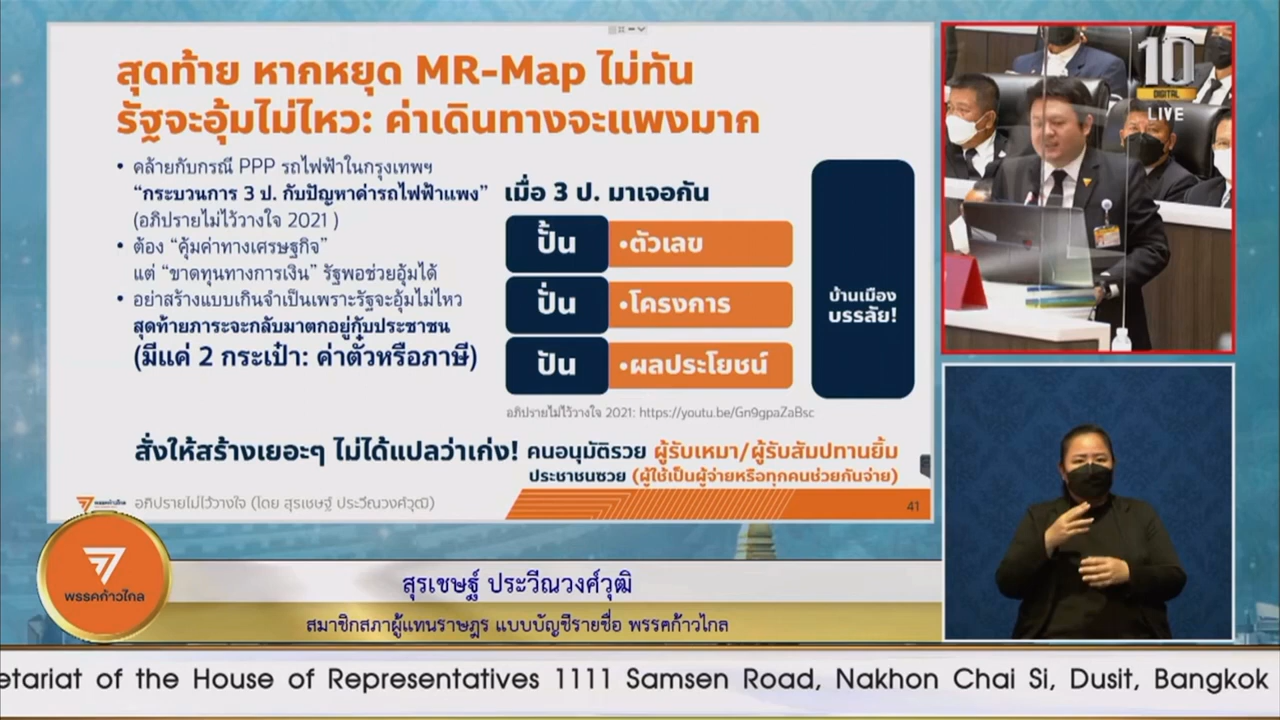 สุดท้าย หากหยุด MR-Map ไม่ทัน
รัฐจะอุ้มไม่ไหว: ค่าเดินทางจะแพงมาก
• คล้ายกับกรณี PPP รถไฟฟ้าในกรุงเทพฯ
“กระบวนการ 3 ป. กับปัญหาค่ารถไฟฟ้าแพง”
(อภิปรายไม่ไว้วางใจ 2021 )
• ต้อง “คุ้มค่าทางเศรษฐกิจ”
แต่ “ขาดทุนทางการเงิน” รัฐพอช่วยอุ้มได้
• อย่าสร้างแบบเกินจำเป็นเพราะรัฐจะอุ้มไม่ไหว
สุดท้ายภาระจะกลับมาตกอยู่กับประชาชน
(มีแค่ 2 กระเป๋า: ค่าตั๋วหรือภาษี)
เมื่อ 3 ป. มาเจอกัน
ปั้น •ตัวเลข
ปั่น •โครงการ
ปัน •ผลประโยชน์
บ้านเมือง
บรรลัย!
อภิปรายไม่ไว้วางใจ 2021: https://youtu.be/Gn9gpaZaBsc
สั่งให้สร้างเยอะๆ ไม่ได้แปลว่าเก่ง! คนอนุมัติรวย ผู้รับเหมา/ผู้รับสัมปทานยิ้ม
ประชาชนซวย (ผู้ใช้เป็นผู้จ่ายหรือทุกคนช่วยกันจ่าย)
พรรคก้าวไกล อภิปรายไม่ไว้วางใจ (โดย สุรเชษฐ์ ประวีณวงศ์วุฒิ)
41
10
DIGITAL
LIVE
พรรคก้าวไกล
สุรเชษฐ์ ประวีณวงศ์วุฒิ
สมาชิกสภาผู้แทนราษฎร แบบบัญชีรายชื่อ พรรคก้าวไกล
etariat of the House of Representatives 1111 Samsen Road, Nakhon Chai Si, Dusit, Bangkok